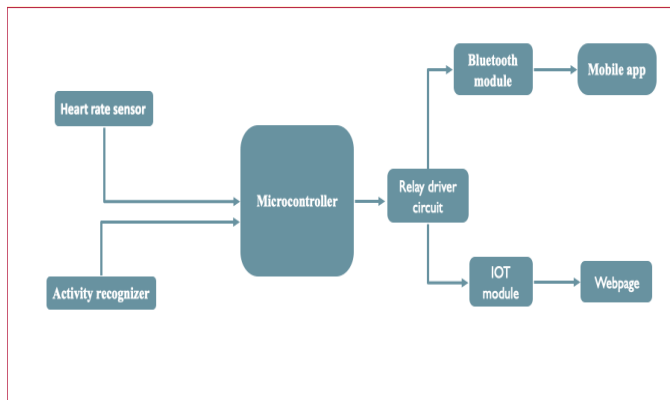 Heart rate sensor
Activity recognizer
Microcontroller
Relay driver
circuit
Bluetooth
module
Mobile app
IOT
module
Webpage